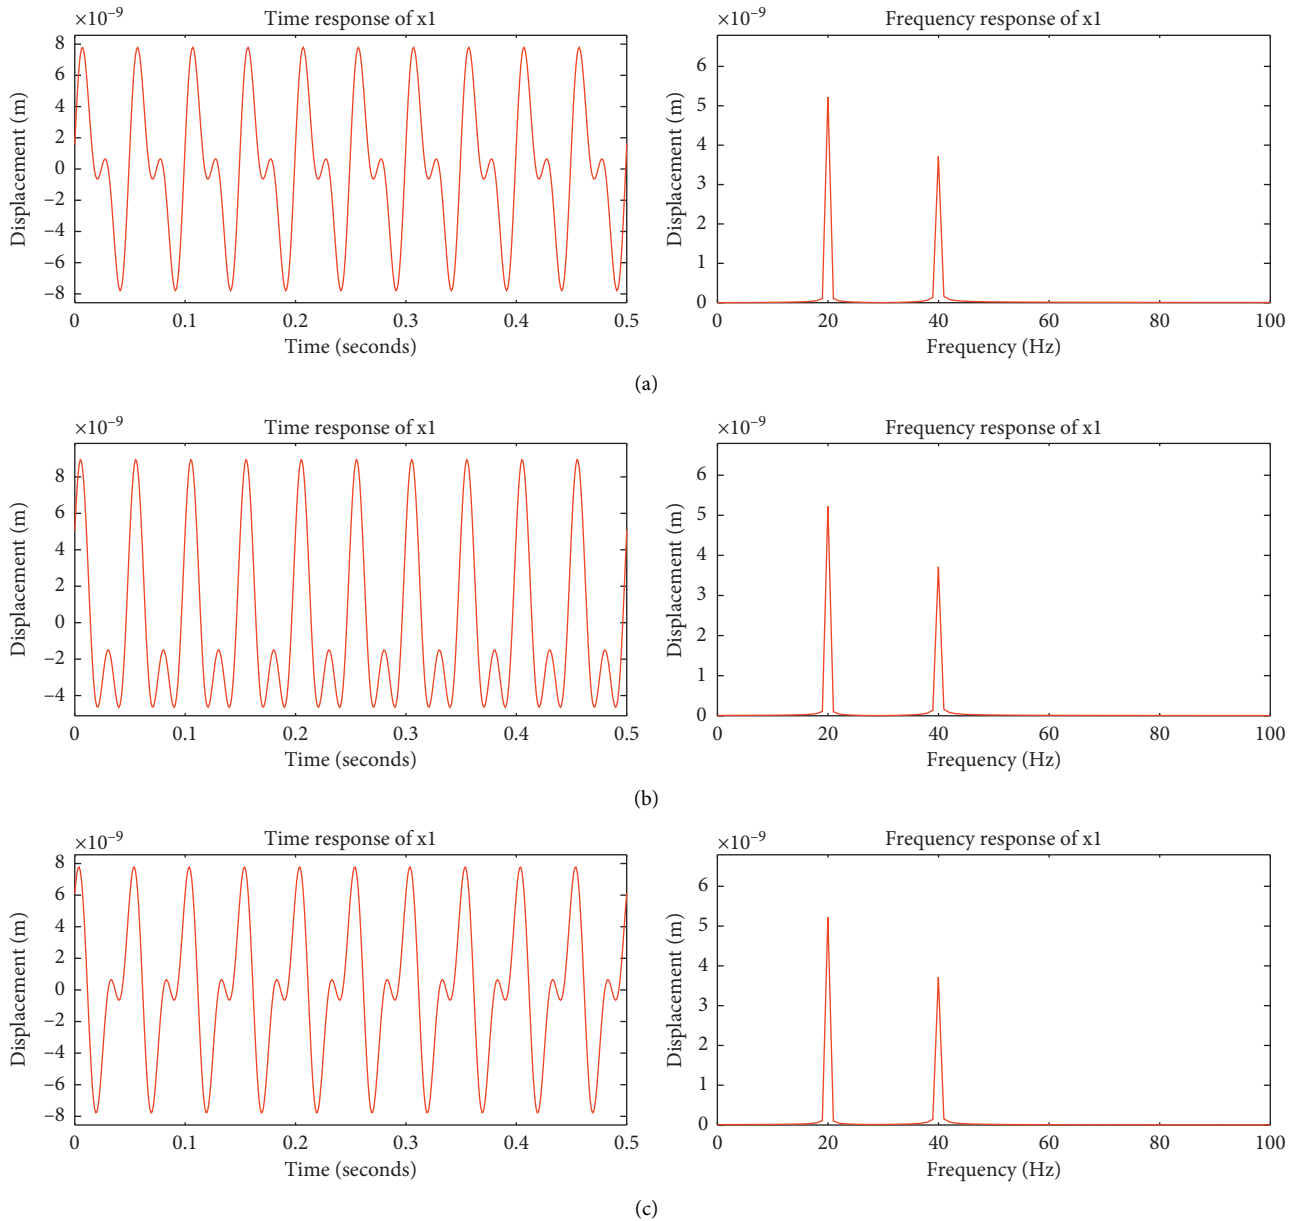 ×10⁻⁹
Time response of x1
8
6
4
2
0
−2
−4
−6
−8
Displacement (m)
0 0.1 0.2 0.3 0.4 0.5
Time (seconds)
×10⁻⁹
Frequency response of x1
6
5
4
3
2
1
0
Displacement (m)
0 20 40 60 80 100
Frequency (Hz)
(a)
×10⁻⁹
Time response of x1
8
6
4
2
0
−2
−4
Displacement (m)
0 0.1 0.2 0.3 0.4 0.5
Time (seconds)
×10⁻⁹
Frequency response of x1
6
5
4
3
2
1
0
Displacement (m)
0 20 40 60 80 100
Frequency (Hz)
(b)
×10⁻⁹
Time response of x1
8
6
4
2
0
−2
−4
−6
−8
Displacement (m)
0 0.1 0.2 0.3 0.4 0.5
Time (seconds)
×10⁻⁹
Frequency response of x1
6
5
4
3
2
1
0
Displacement (m)
0 20 40 60 80 100
Frequency (Hz)
(c)